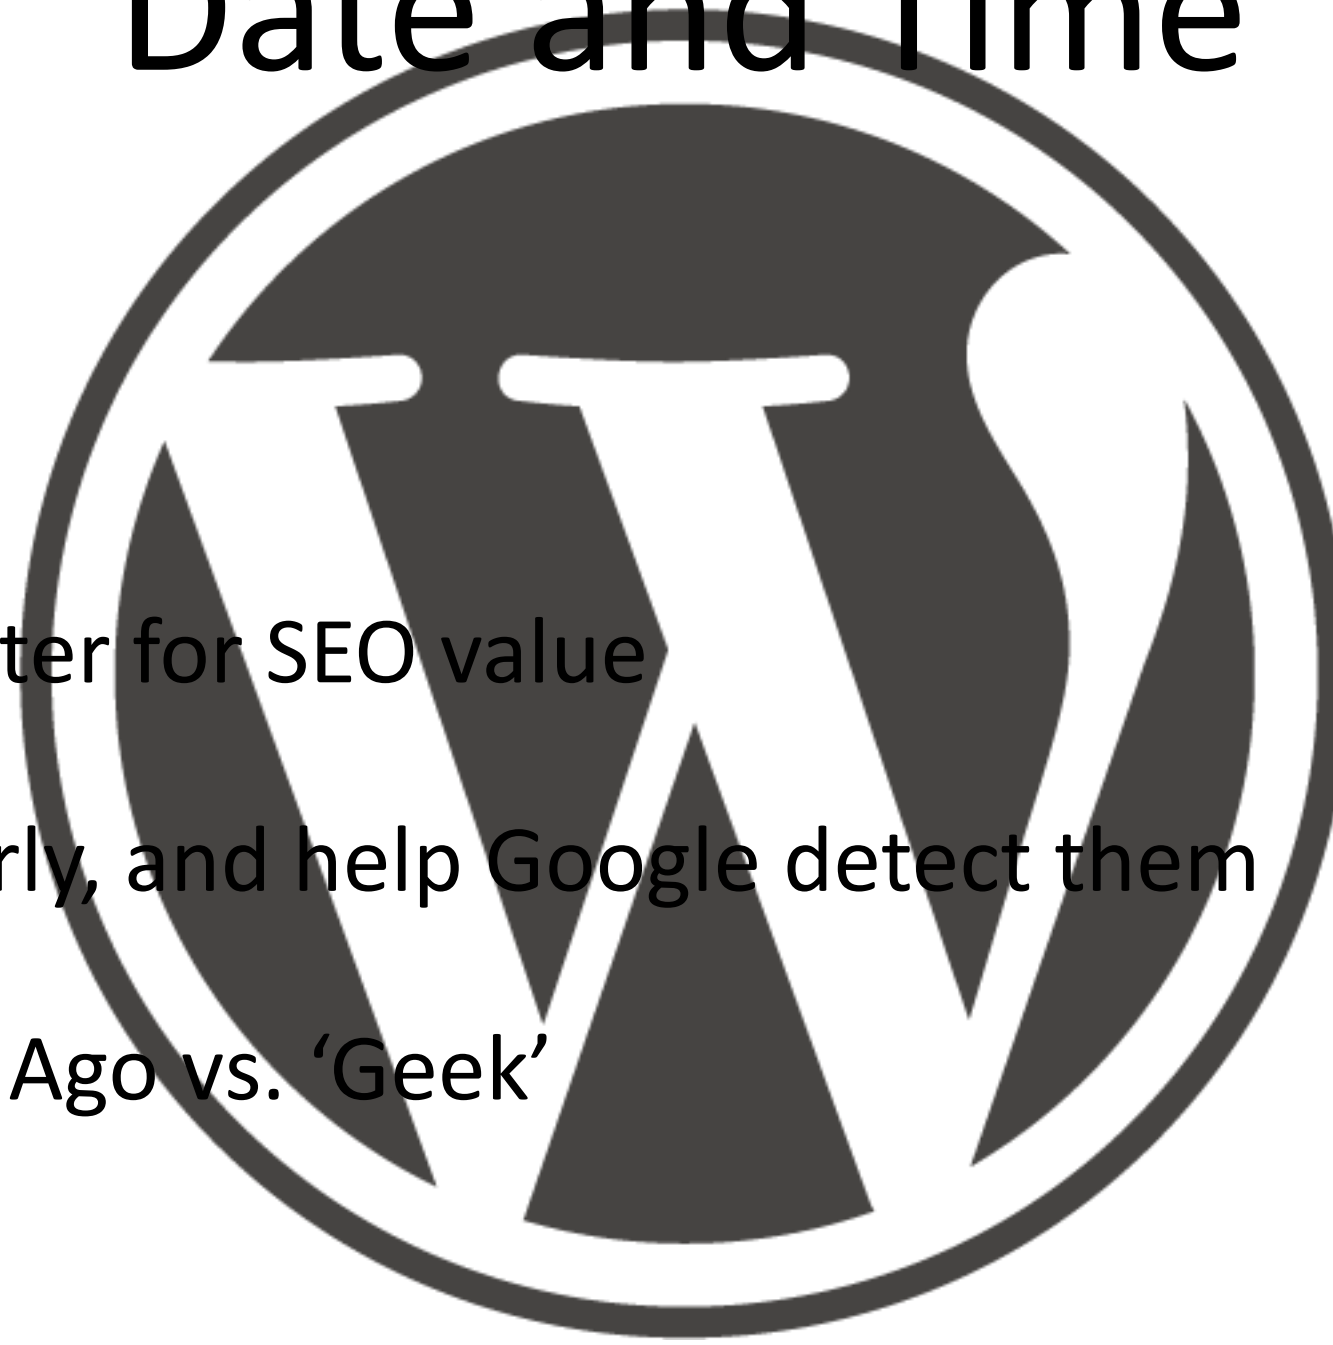 Date and Time
ter for SEO value
rly, and help Google detect them
Ago vs. ‘Geek’